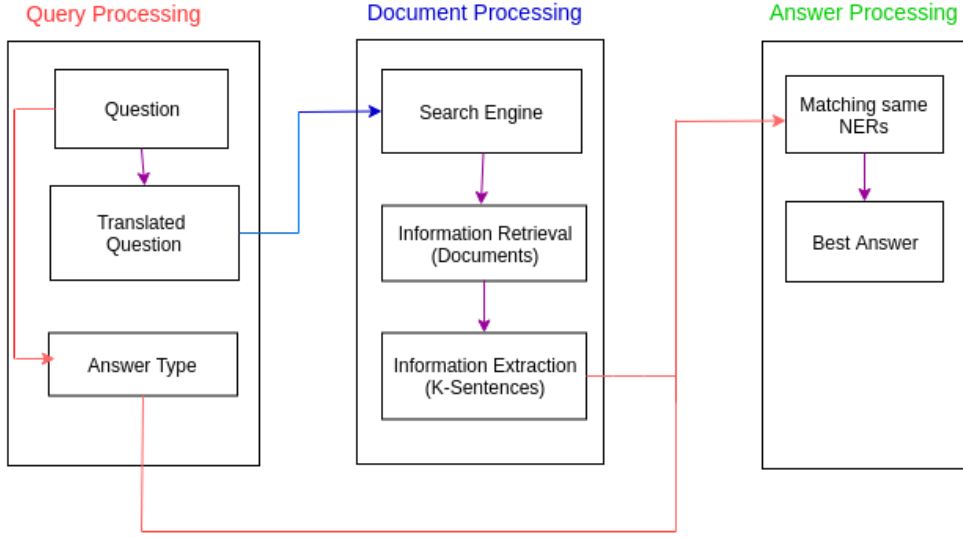 Query Processing
Document Processing
Answer Processing
Question
Translated
Question
Answer Type
Search Engine
Information Retrieval
(Documents)
Information Extraction
(K-Sentences)
Matching same
NERs
Best Answer